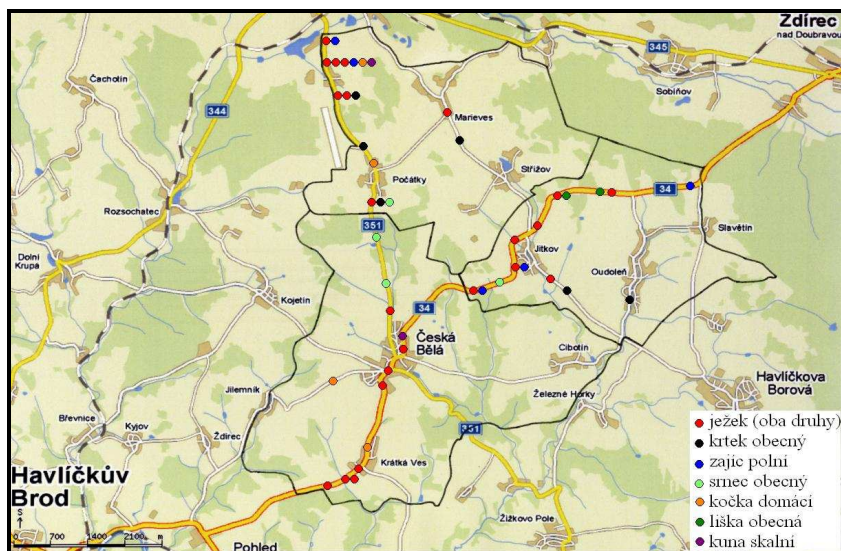 Ždírec
nad Doubravou
345
Sobíňov
Čachotín
344
Marieves
Střížov
Počátky
34
Rozsochatec
351
Slavětín
Dolní
Krupá
Jitkov
Oudoleň
Kojetín
34
Česká
Bělá
Cibotín
Jilemník
Železné Horky
Havlíčkova
Borová
Břevnice
Kyjov
Ždírec
351
Krátká Ves
Havlíčkův
Brod
S
0 700 1400 2100 m
Pohled
Žižkovo Pole
ježek (oba druhy)
krtek obecný
zajíc polní
srnec obecný
kočka domácí
liška obecná
kuna skalní